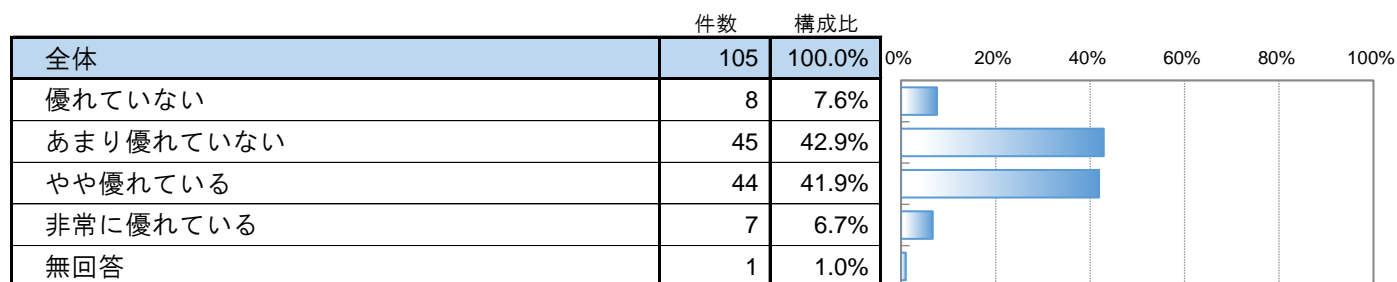 件数 構成比
全体 105 100.0% 0% 20% 40% 60% 80% 100%
優れていない 8 7.6%
あまり優れていない 45 42.9%
やや優れている 44 41.9%
非常に優れている 7 6.7%
無回答 1 1.0%